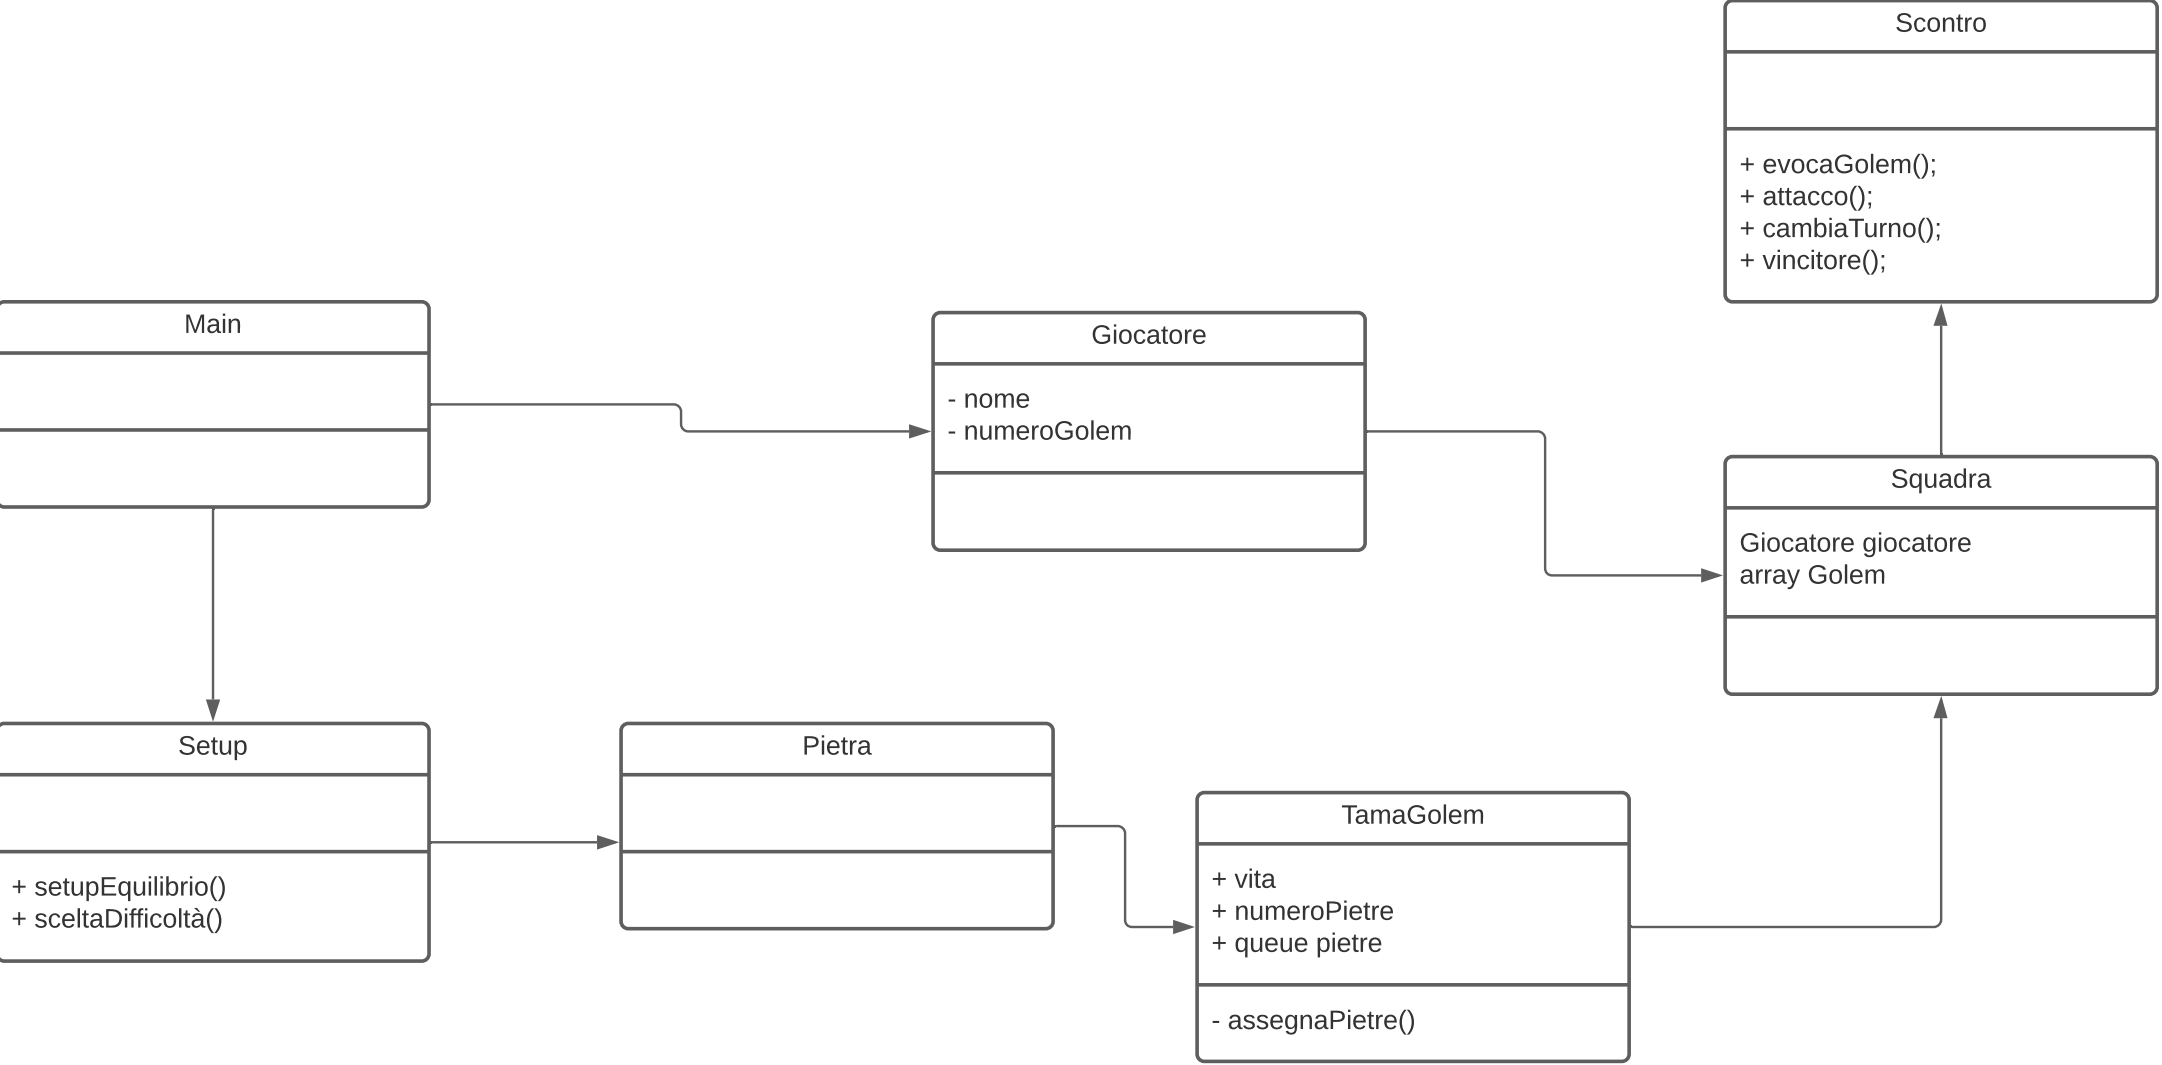 Scontro
+ evocaGolem();
+ attacco();
+ cambiaTurno();
+ vincitore();
Main
Giocatore
- nome
- numeroGolem
Squadra
Giocatore giocatore
array Golem
Setup
+ setupEquilibrio()
+ sceltaDifficoltà()
Pietra
TamaGolem
+ vita
+ numeroPietre
+ queue pietre
- assegnaPietre()